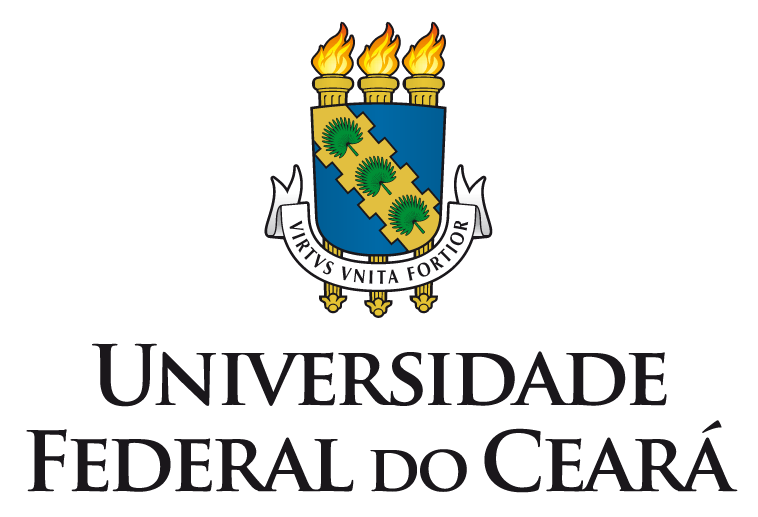 VIRTVS VNITA FORTIOR
UNIVERSIDADE
FEDERAL DO CEARÁ